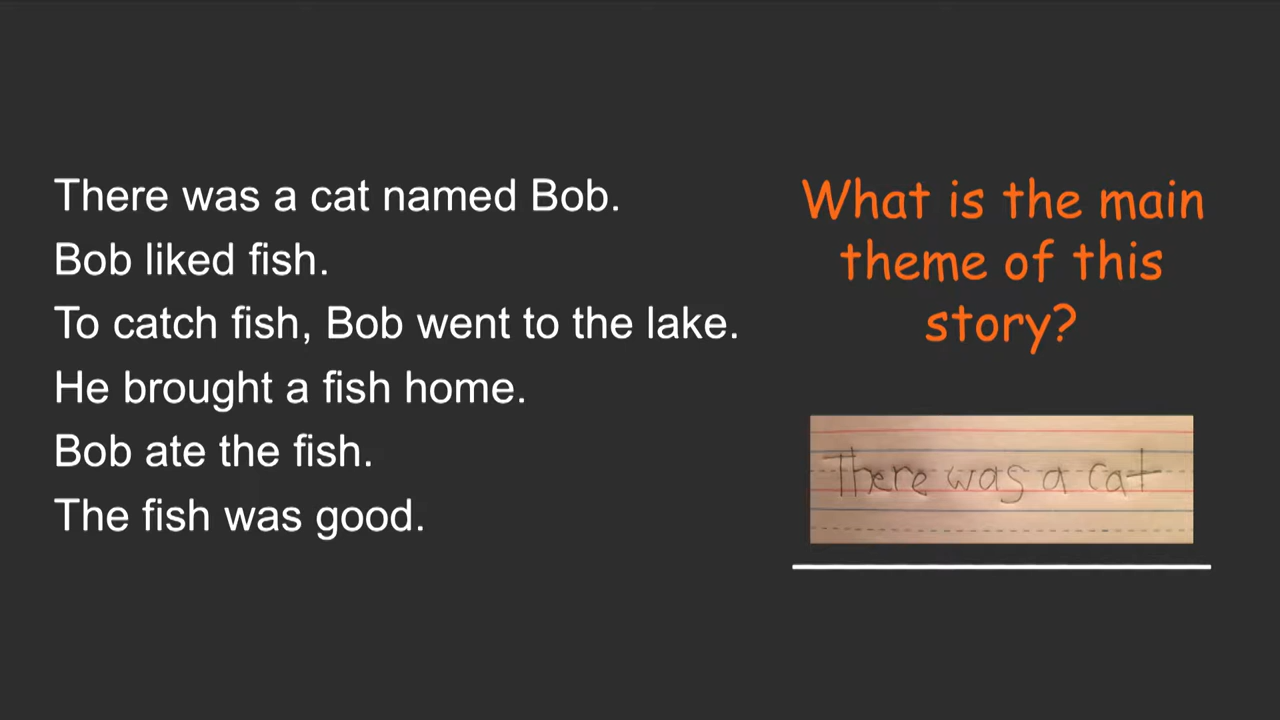 There was a cat named Bob.
Bob liked fish.
To catch fish, Bob went to the lake.
He brought a fish home.
Bob ate the fish.
The fish was good.
What is the main
theme of this
story?
There was a cat